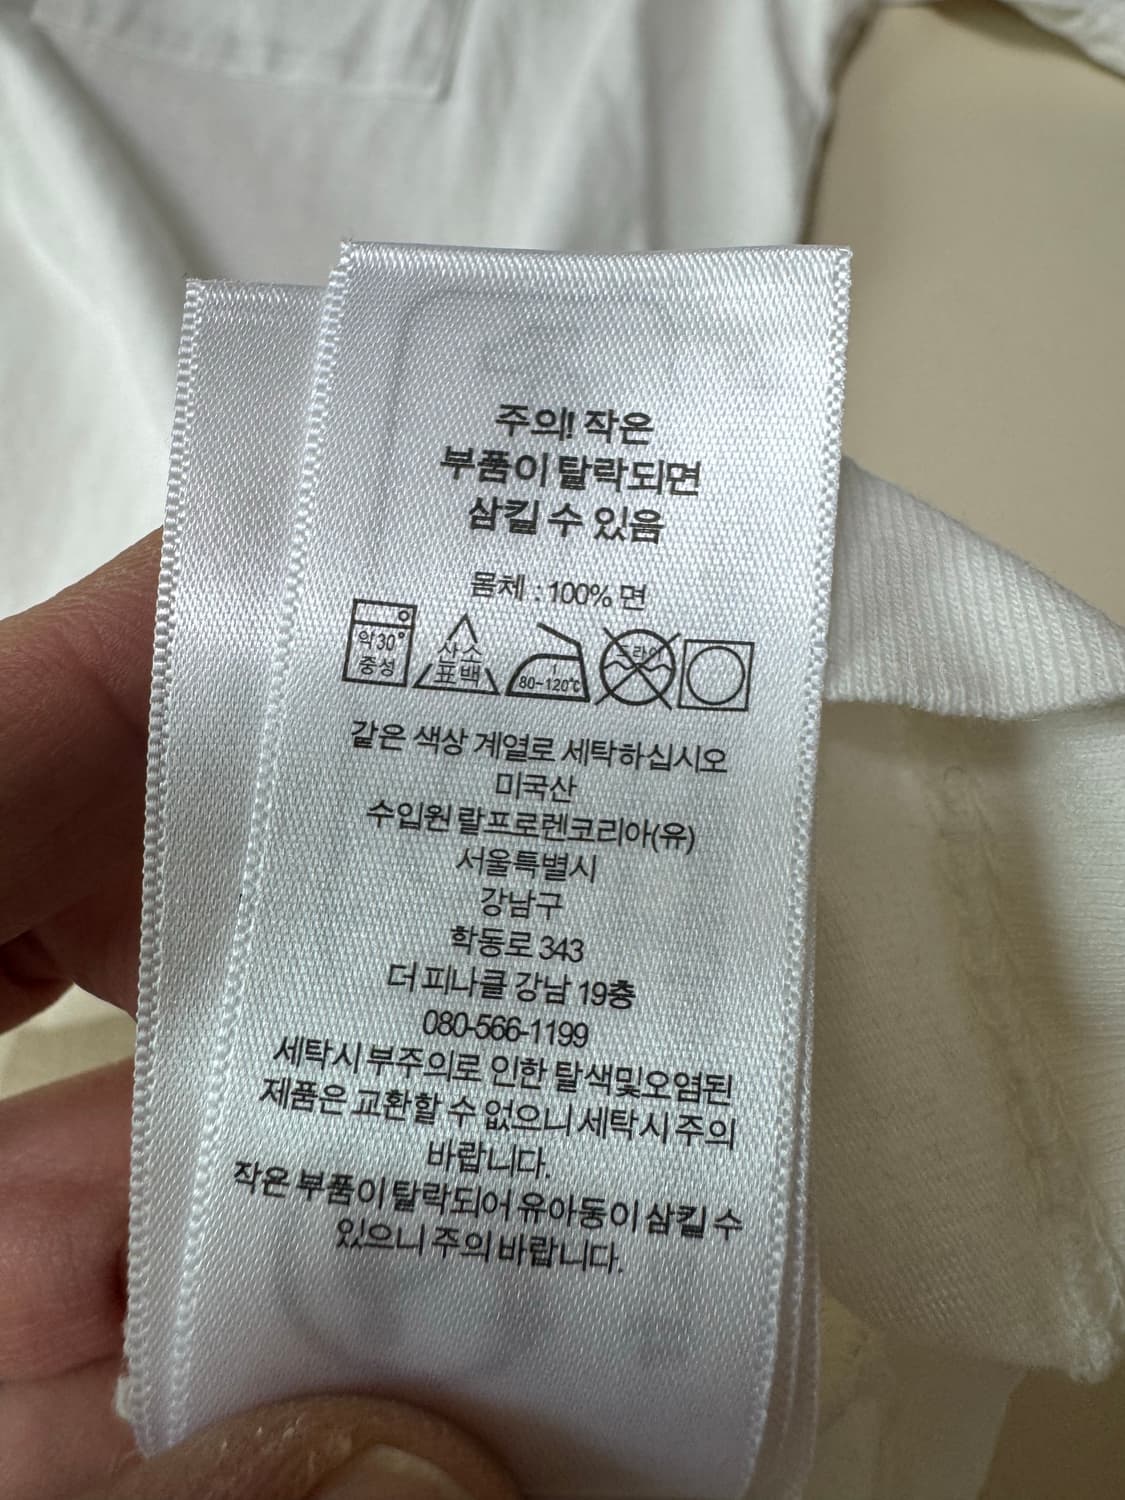 주의! 작은
부품이 탈락되면
삼킬 수 있음
몸체 : 100% 면
약30°
중성
산소
표백
80~120℃
드라이
같은 색상 계열로 세탁하십시오
미국산
수입원 랄프로렌코리아(유)
서울특별시
강남구
학동로 343
더 피나클 강남 19층
080-566-1199
세탁시 부주의로 인한 탈색및오염된
제품은 교환할 수 없으니 세탁시 주의
바랍니다.
작은 부품이 탈락되어 유아동이 삼킬 수
있으니 주의 바랍니다.